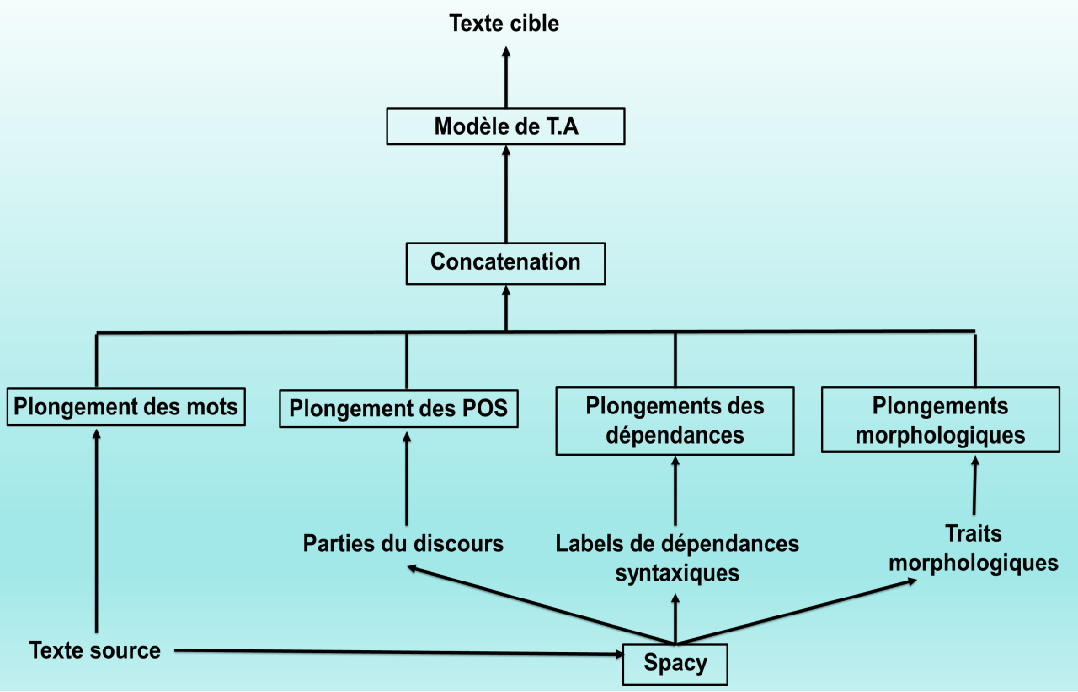 Texte cible
Modèle de T.A
Concatenation
Plongement des mots
Plongement des POS
Plongements des
dépendances
Plongements
morphologiques
Parties du discours
Labels de dépendances
syntaxiques
Traits
morphologiques
Texte source
Spacy